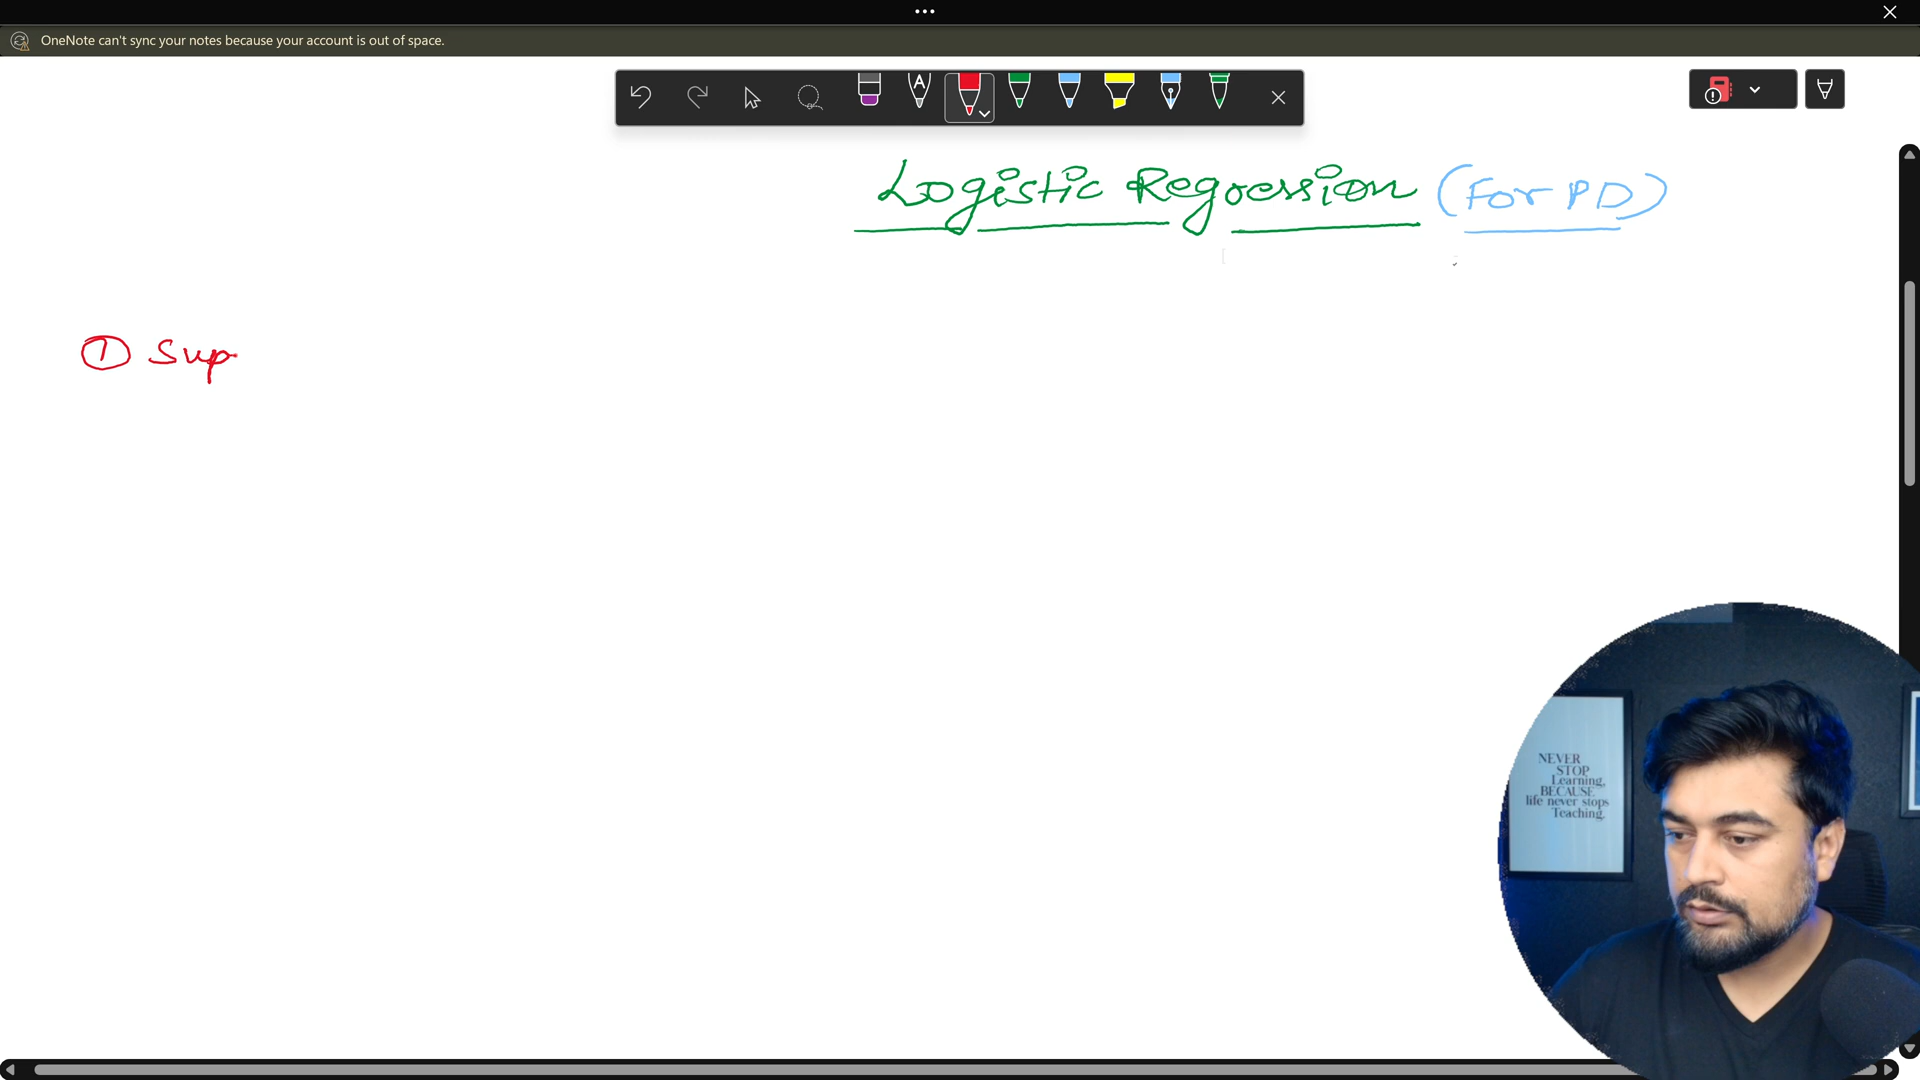 OneNote can't sync your notes because your account is out of space.
A
Logistic Regression (For PD)
① Sup
NEVER
STOP
Learning,
BECAUSE
life never stops
Teaching.